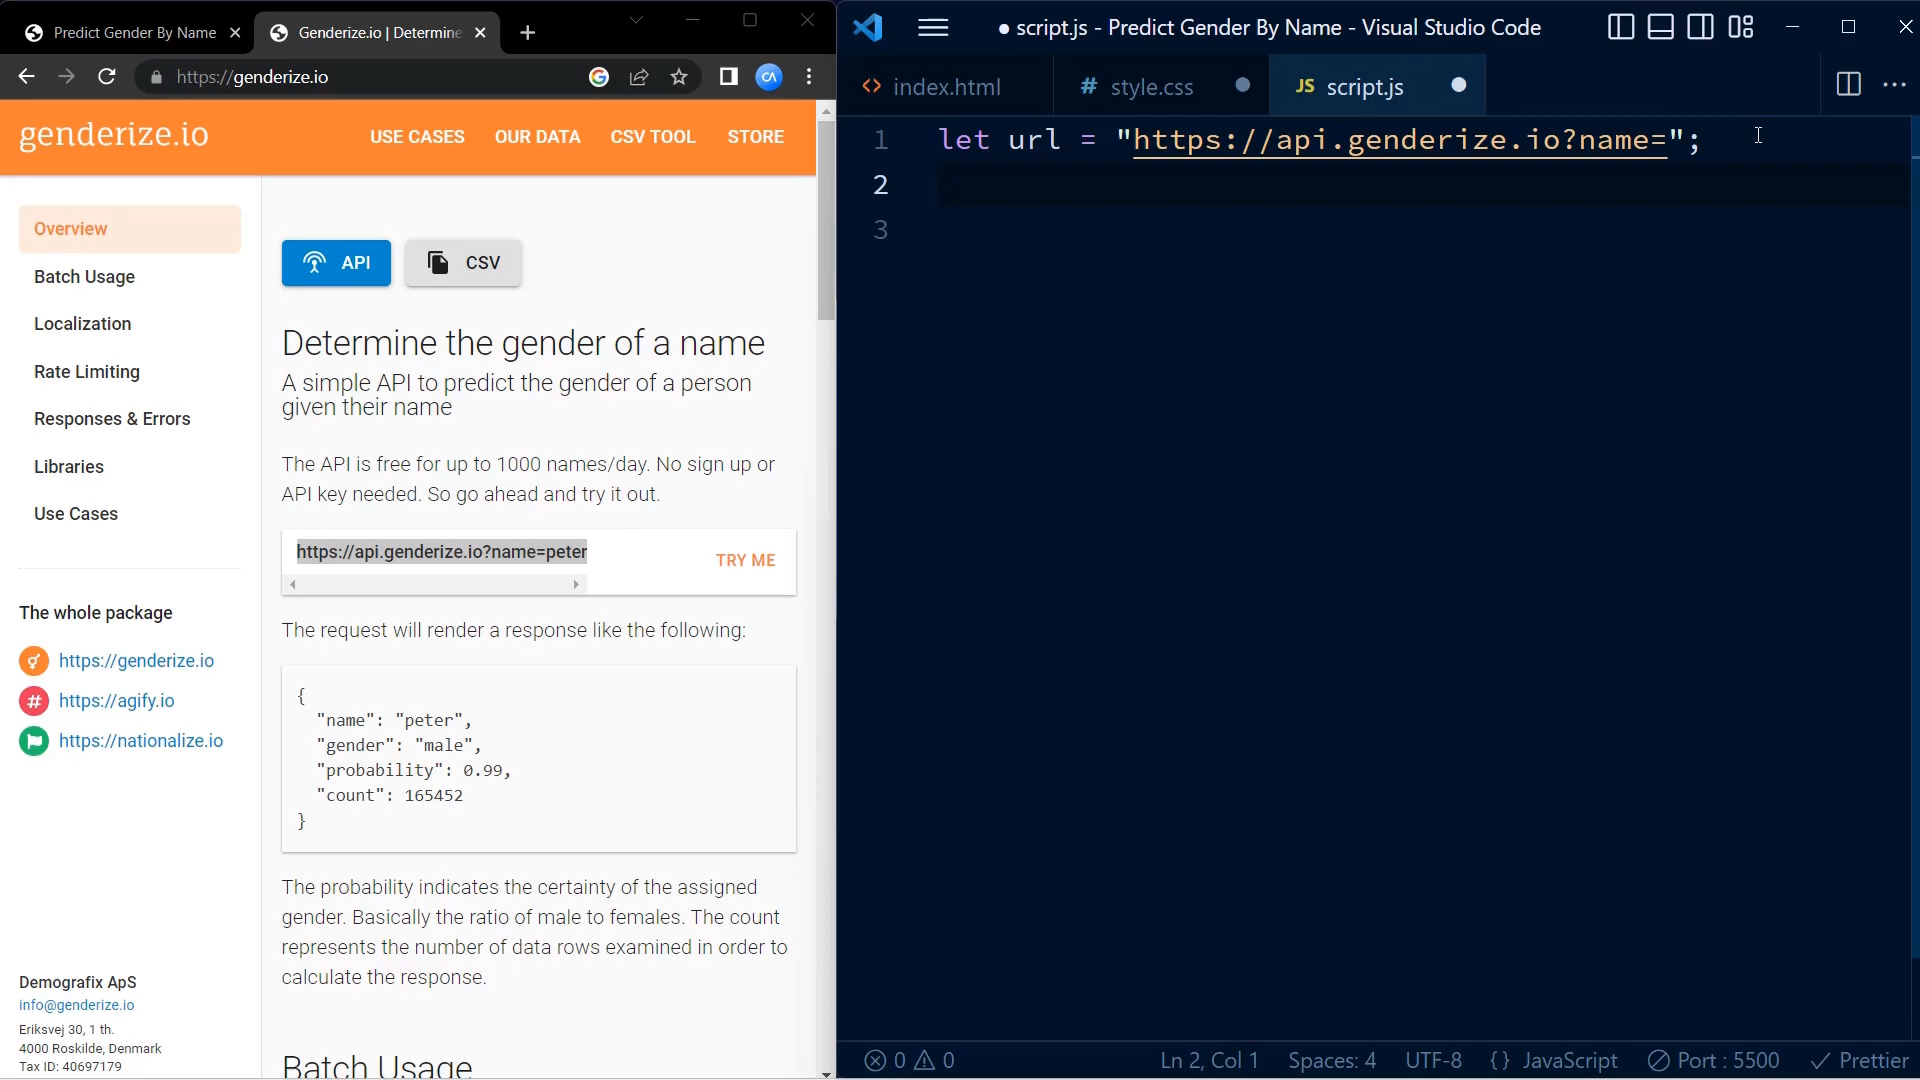 Predict Gender By Name
Genderize.io | Determine
https://genderize.io
CA
genderize.io
USE CASES
OUR DATA
CSV TOOL
STORE
Overview
Batch Usage
Localization
Rate Limiting
Responses & Errors
Libraries
Use Cases
The whole package
https://genderize.io
# https://agify.io
https://nationalize.io
Demografix ApS
info@genderize.io
Eriksvej 30, 1 th.
4000 Roskilde, Denmark
Tax ID: 40697179
API
CSV
Determine the gender of a name
A simple API to predict the gender of a person
given their name
The API is free for up to 1000 names/day. No sign up or
API key needed. So go ahead and try it out.
https://api.genderize.io?name=peter
TRY ME
The request will render a response like the following:
{
"name": "peter",
"gender": "male",
"probability": 0.99,
"count": 165452
}
The probability indicates the certainty of the assigned
gender. Basically the ratio of male to females. The count
represents the number of data rows examined in order to
calculate the response.
Batch Usage
● script.js - Predict Gender By Name - Visual Studio Code
<> index.html
# style.css
JS script.js
1 let url = "https://api.genderize.io?name=";
2
3
0 0
Ln 2, Col 1
Spaces: 4
UTF-8
{} JavaScript
Port : 5500
Prettier